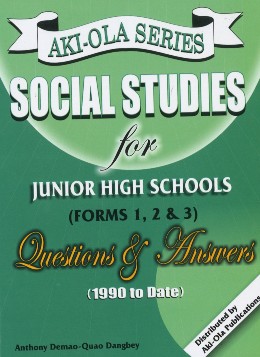 AKI-OLA SERIES
SOCIAL STUDIES
for
JUNIOR HIGH SCHOOLS
(FORMS 1, 2 & 3)
Questions & Answers
(1990 to Date)
Distributed by
Aki-Ola Publications
Anthony Demao-Quao Dangbey